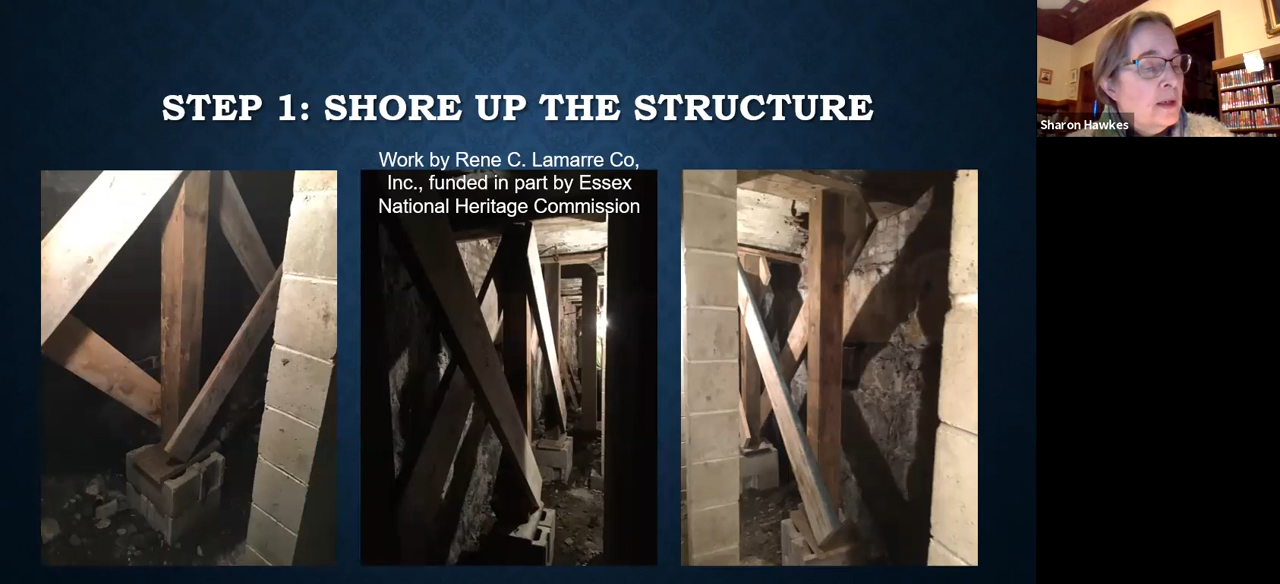 STEP 1: SHORE UP THE STRUCTURE
Work by Rene C. Lamarre Co,
Inc., funded in part by Essex
National Heritage Commission
Sharon Hawkes